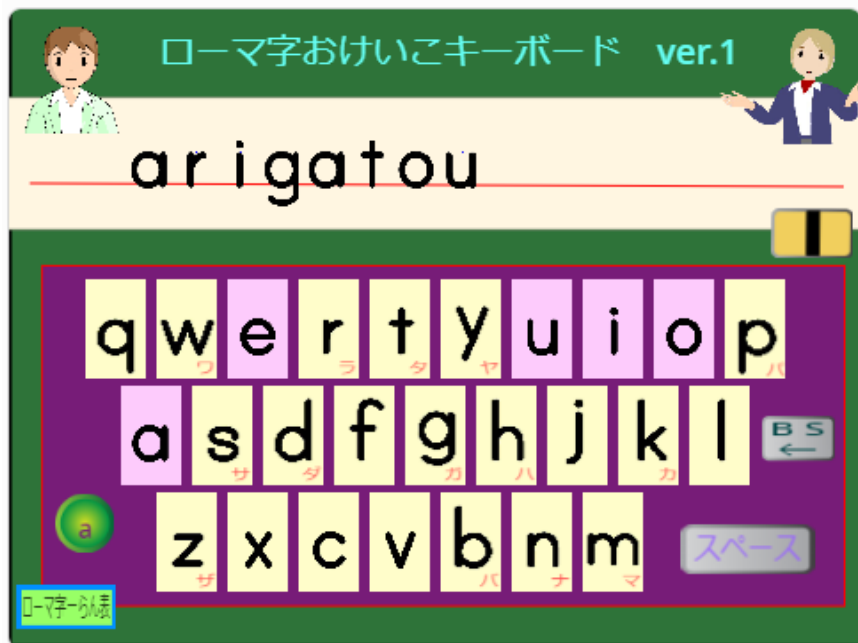 ローマ字おけいこキーボード ver.1
arigatou
q w ワ e r ラ t タ y ヤ u i o p パ
a s サ d ダ f g ガ h ハ j k カ l BS ←
a z ザ x c v b バ n ナ m マ スペース
ローマ字一らん表